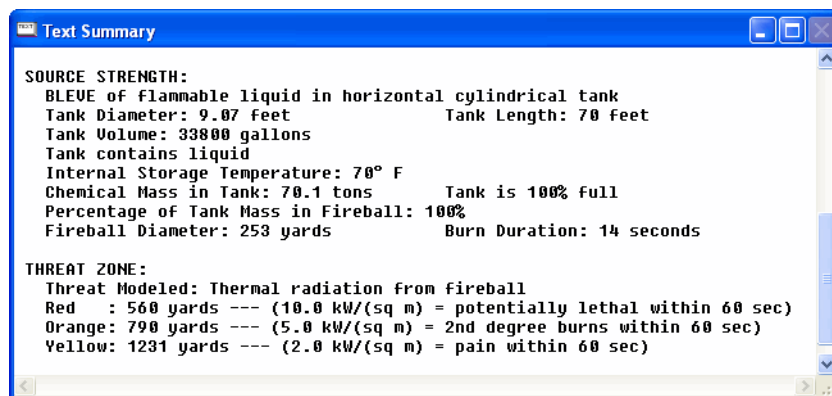 Text Summary
SOURCE STRENGTH:
BLEVE of flammable liquid in horizontal cylindrical tank
Tank Diameter: 9.07 feet Tank Length: 70 feet
Tank Volume: 33800 gallons
Tank contains liquid
Internal Storage Temperature: 70° F
Chemical Mass in Tank: 70.1 tons Tank is 100% full
Percentage of Tank Mass in Fireball: 100%
Fireball Diameter: 253 yards Burn Duration: 14 seconds
THREAT ZONE:
Threat Modeled: Thermal radiation from fireball
Red : 560 yards --- (10.0 kW/(sq m) = potentially lethal within 60 sec)
Orange: 790 yards --- (5.0 kW/(sq m) = 2nd degree burns within 60 sec)
Yellow: 1231 yards --- (2.0 kW/(sq m) = pain within 60 sec)